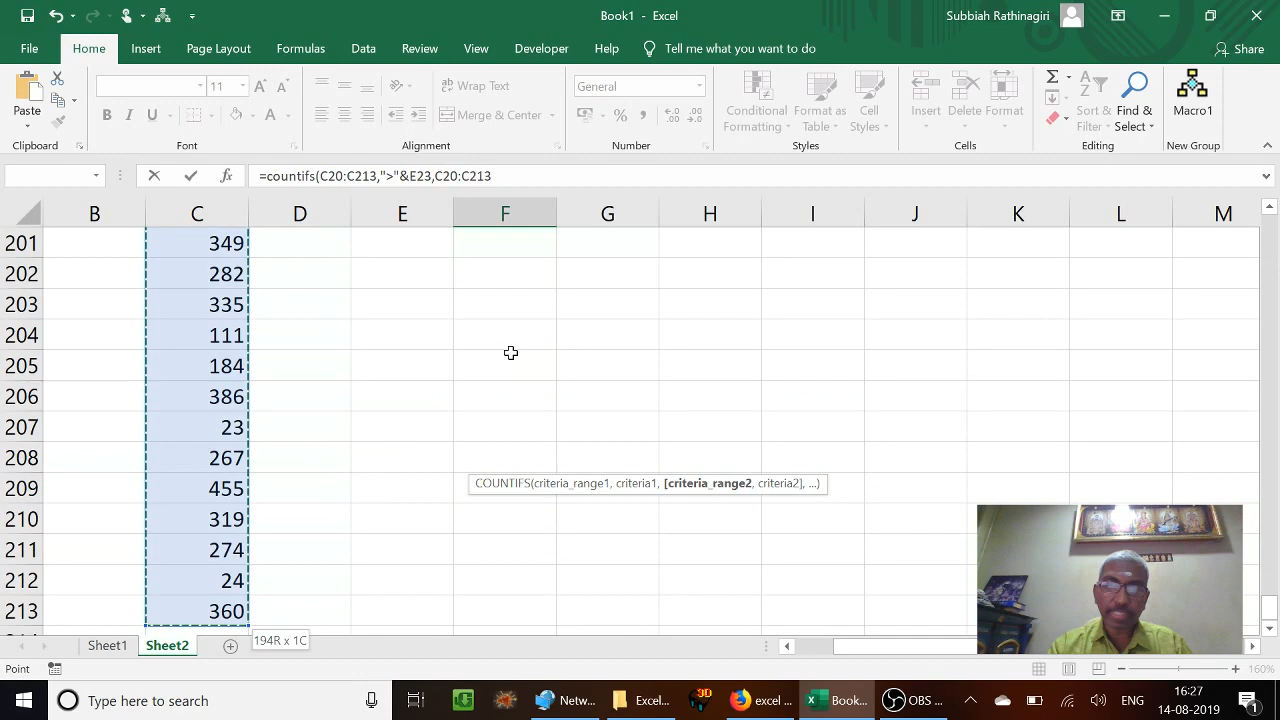 Book1 - Excel
Subbiah Rathinagiri
File
Home
Insert
Page Layout
Formulas
Data
Review
View
Developer
Help
Tell me what you want to do
Share
Paste
Clipboard
11
B I U
A A
Font
Wrap Text
Merge & Center
Alignment
General
%
Number
Conditional
Formatting
Format as
Table
Cell
Styles
Styles
Insert
Delete
Format
Cells
Sort &
Filter
Find &
Select
Editing
Macro1
New Group
=countifs(C20:C213,">"&E23,C20:C213
B C D E F G H I J K L M
201 349
202 282
203 335
204 111
205 184
206 386
207 23
208 267
209 455
210 319
211 274
212 24
213 360
COUNTIFS(criteria_range1, criteria1, [criteria_range2, criteria2], ...)
194R x 1C
Sheet1
Sheet2
Point
160%
Type here to search
Netw...
Excel...
excel ...
Book...
OBS ...
ENG
16:27
14-08-2019
1